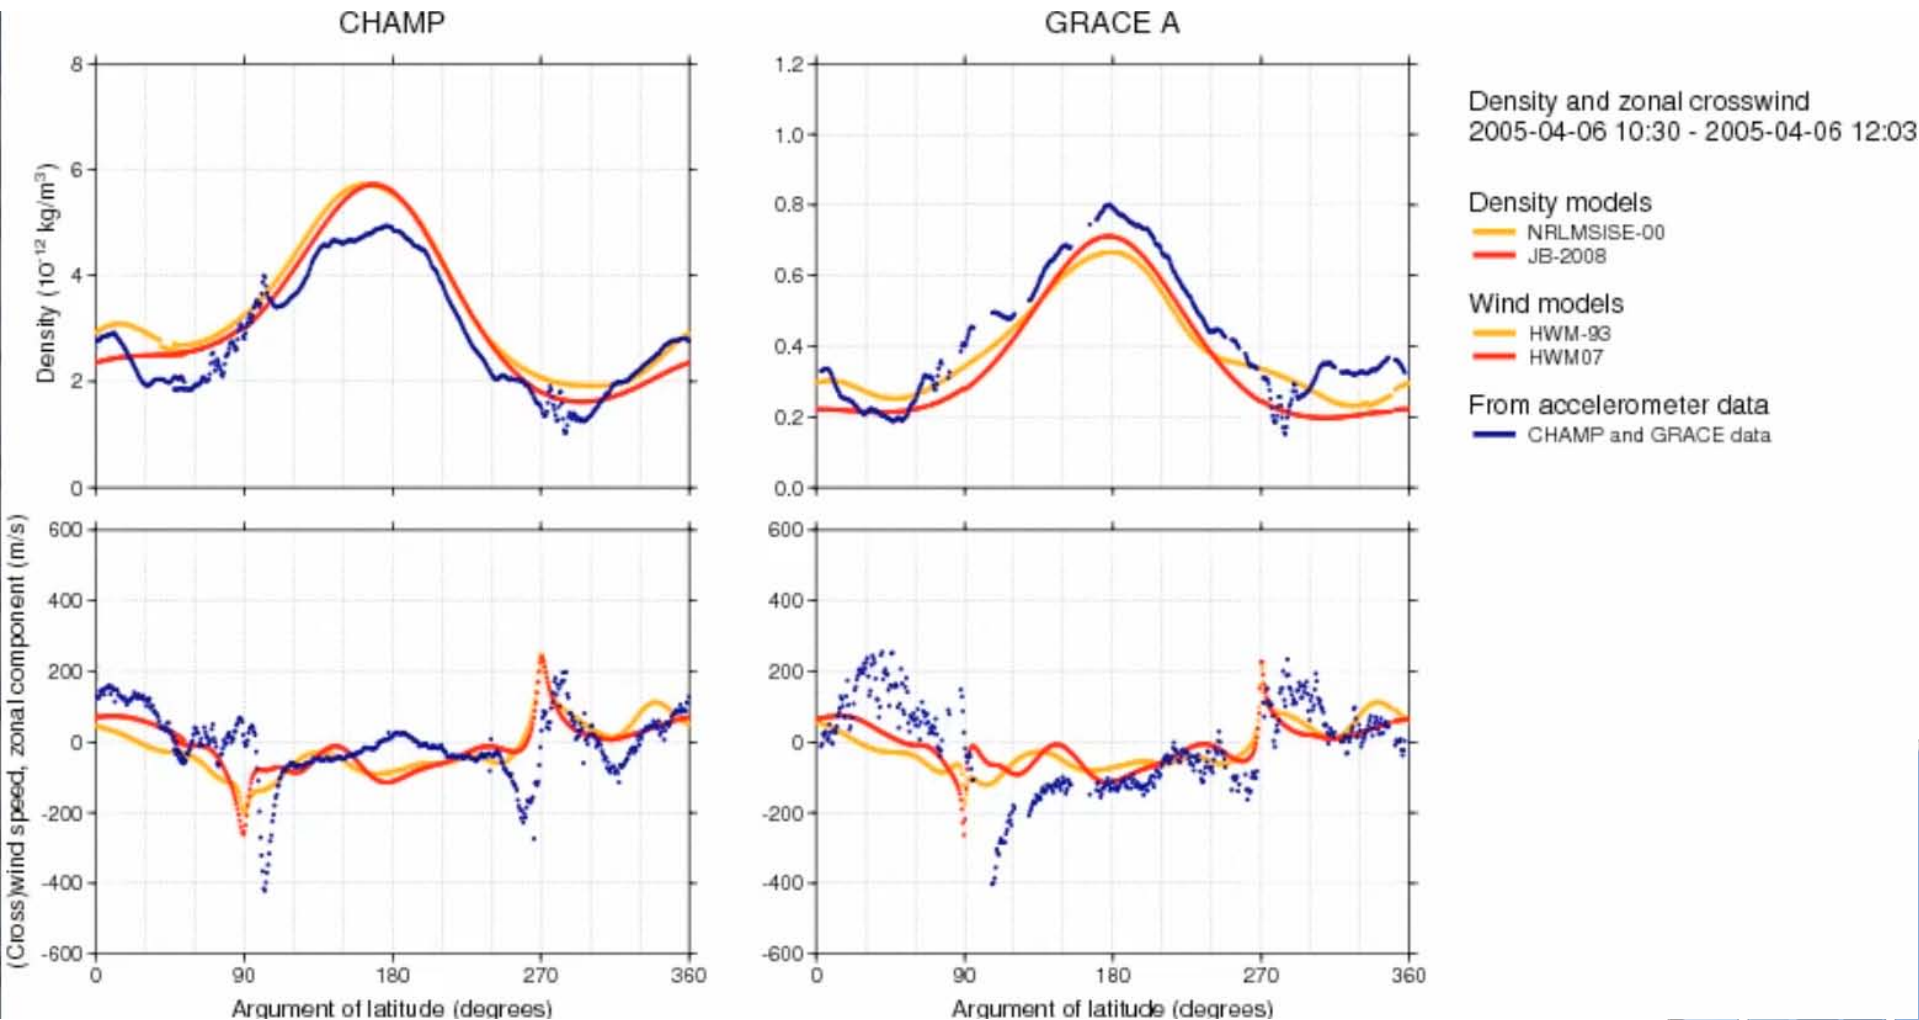 CHAMP
GRACE A
8
6
4
2
0
Density (10⁻¹² kg/m³)
1.2
1.0
0.8
0.6
0.4
0.2
0.0
Density and zonal crosswind
2005-04-06 10:30 - 2005-04-06 12:03
Density models
NRLMSISE-00
JB-2008
Wind models
HWM-93
HWM07
From accelerometer data
CHAMP and GRACE data
600
400
200
0
-200
-400
-600
(Cross)wind speed, zonal component (m/s)
0 90 180 270 360
Argument of latitude (degrees)
600
400
200
0
-200
-400
-600
0 90 180 270 360
Argument of latitude (degrees)